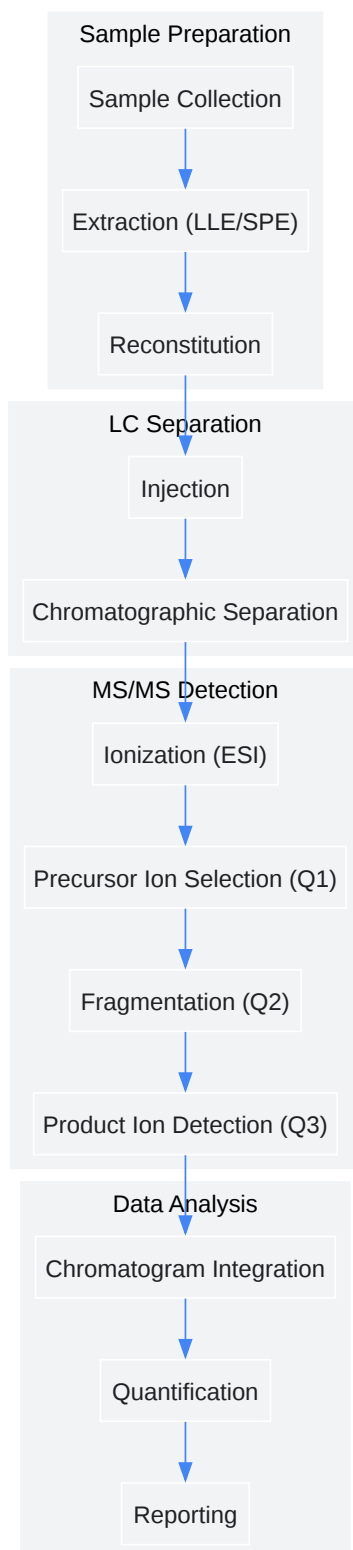 Sample Preparation
Sample Collection
Extraction (LLE/SPE)
Reconstitution
LC Separation
Injection
Chromatographic Separation
MS/MS Detection
Ionization (ESI)
Precursor Ion Selection (Q1)
Fragmentation (Q2)
Product Ion Detection (Q3)
Data Analysis
Chromatogram Integration
Quantification
Reporting